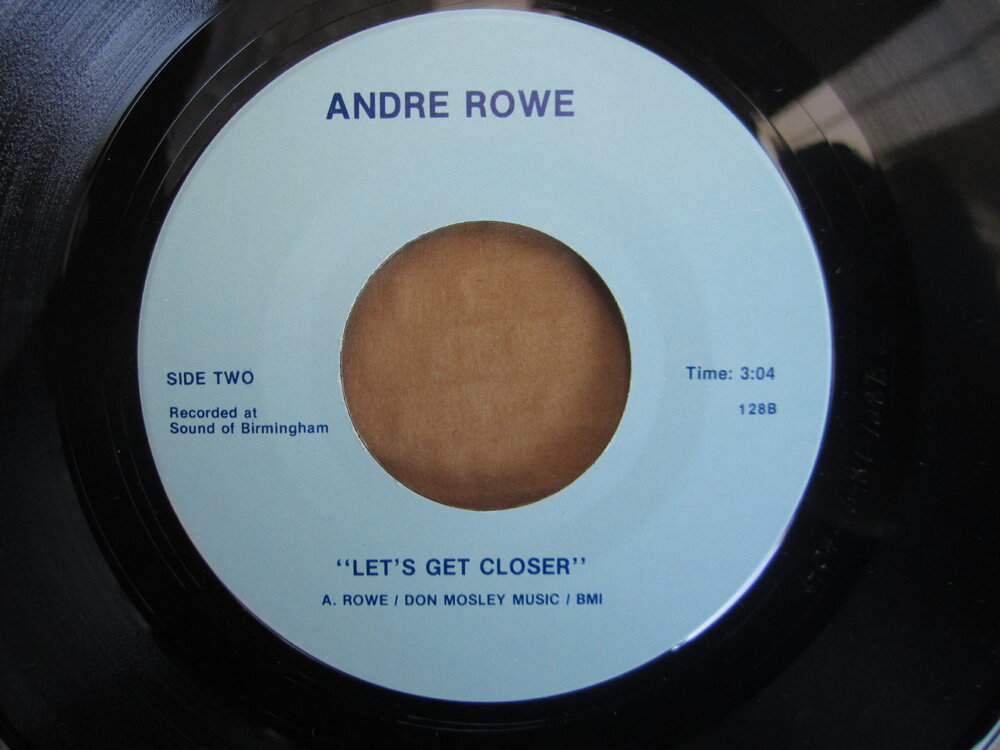 ANDRE ROWE
SIDE TWO
Time: 3:04
Recorded at
Sound of Birmingham
128B
“LET'S GET CLOSER”
A. ROWE / DON MOSLEY MUSIC / BMI